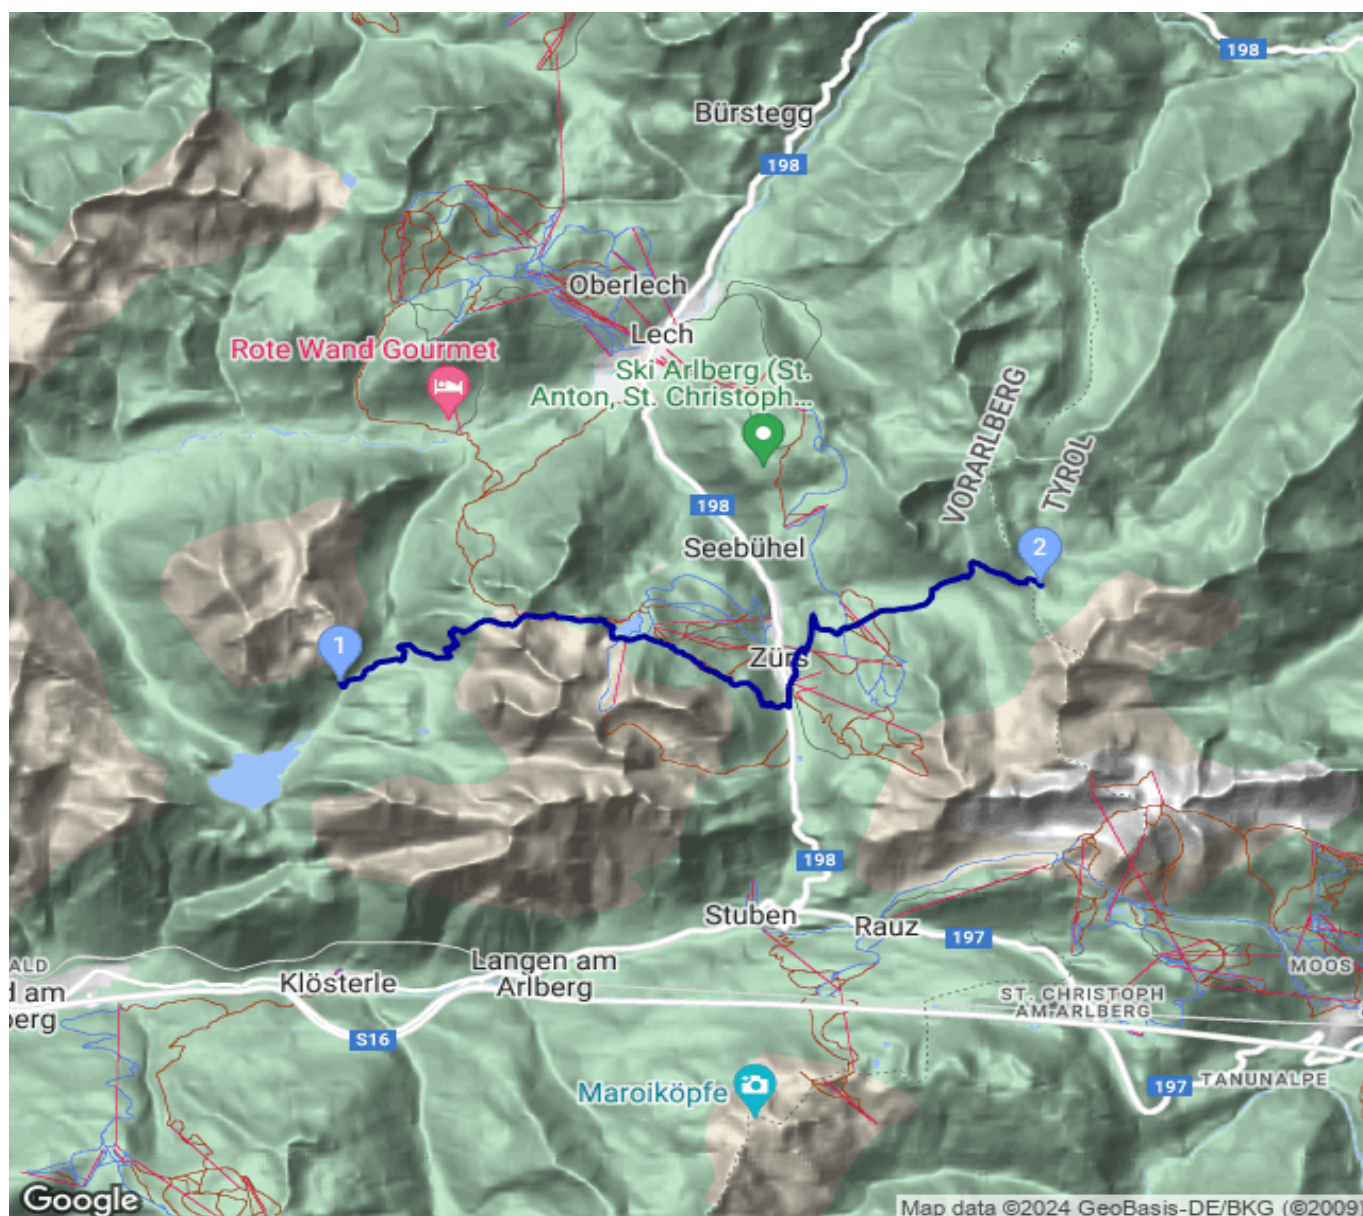 198
Bürstegg
198
Oberlech
Lech
Rote Wand Gourmet
Ski Arlberg (St.
Anton, St. Christoph...
VORARLBERG
TYROL
198
Seebühel
2
1
Zürs
198
Stuben
Rauz
197
ALD
d am
berg
Klösterle
Langen am
Arlberg
MOOS
ST. CHRISTOPH
AM ARLBERG
S16
Maroiköpfe
197
TANUNALPE
Google
Map data ©2024 GeoBasis-DE/BKG (©2009)